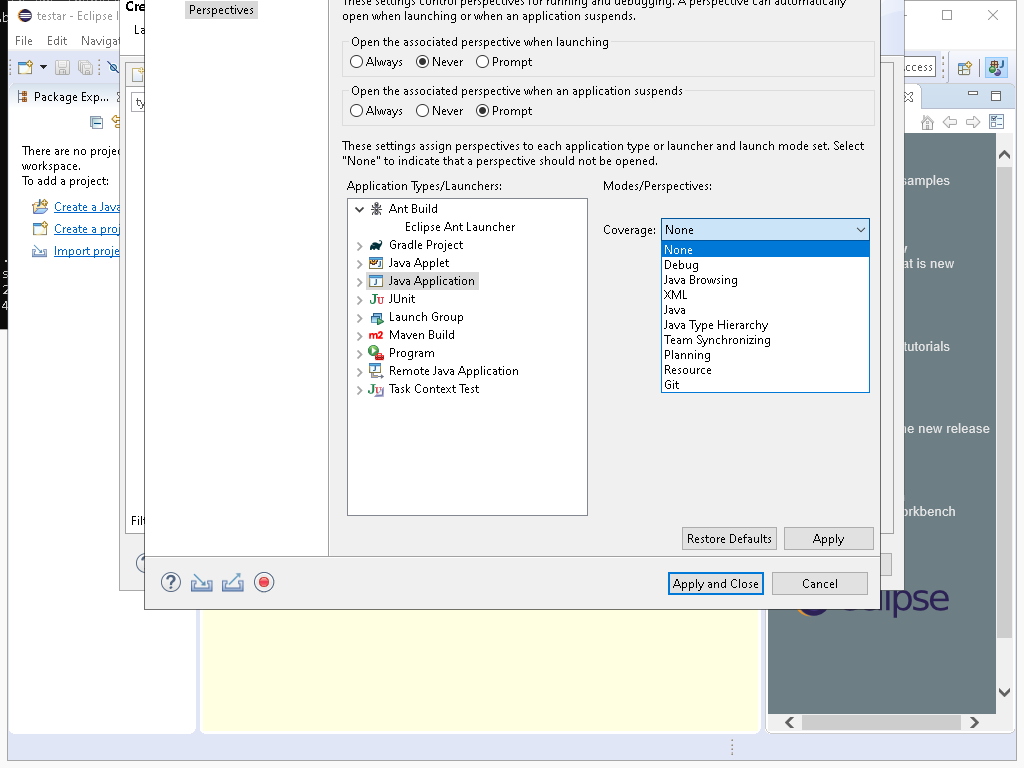 testar - Eclipse I
Cre
La
File Edit Navigat
Perspectives
These settings control perspectives for running and debugging. A perspective can automatically
open when launching or when an application suspends.
Open the associated perspective when launching
Always Never Prompt
Open the associated perspective when an application suspends
Always Never Prompt
These settings assign perspectives to each application type or launcher and launch mode set. Select
"None" to indicate that a perspective should not be opened.
Application Types/Launchers:
Modes/Perspectives:
Ant Build
Eclipse Ant Launcher
Gradle Project
Java Applet
Java Application
JUnit
Launch Group
Maven Build
Program
Remote Java Application
Task Context Test
Coverage: None
None
Debug
Java Browsing
XML
Java
Java Type Hierarchy
Team Synchronizing
Planning
Resource
Git
Restore Defaults Apply
Apply and Close Cancel
Package Exp...
ty
There are no projec
workspace.
To add a project:
Create a Java
Create a proj
Import proje
Filt
ccess
samples
at is new
tutorials
he new release
orkbench
eclipse